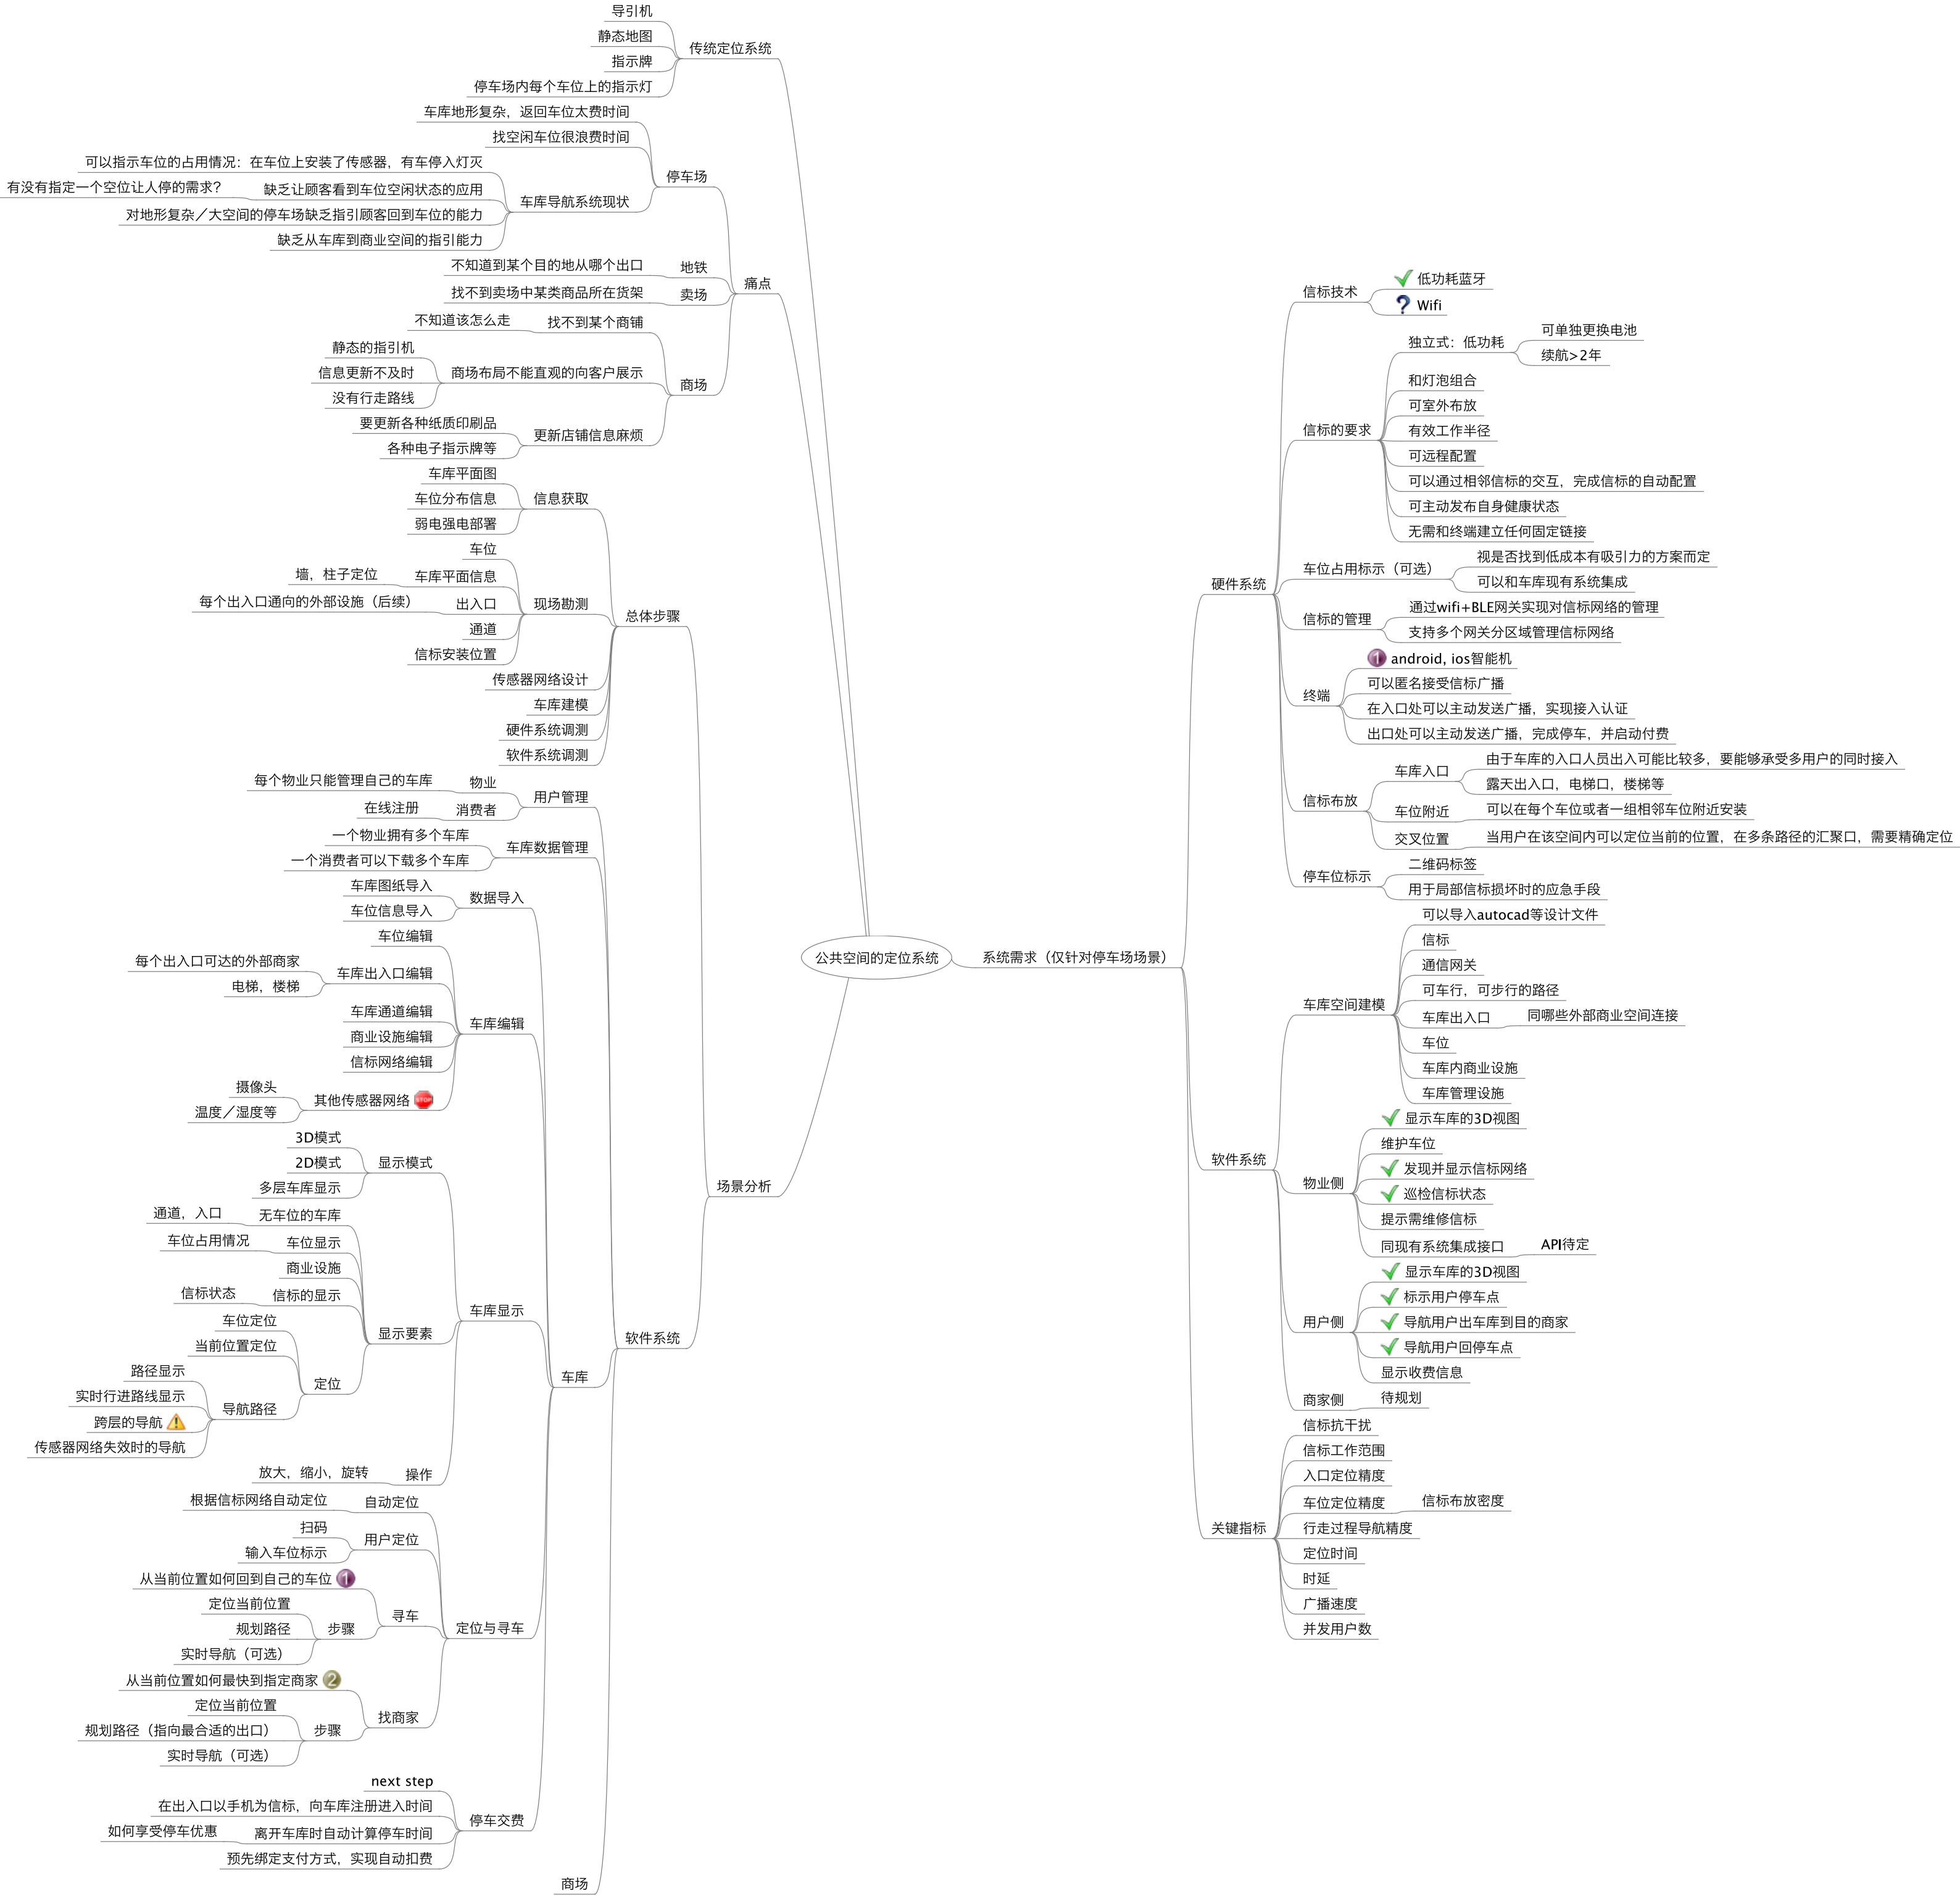 公共空间的定位系统
传统定位系统
导引机
静态地图
指示牌
停车场内每个车位上的指示灯
痛点
停车场
车库地形复杂，返回车位太费时间
找空闲车位很浪费时间
车库导航系统现状
可以指示车位的占用情况：在车位上安装了传感器，有车停入灯灭
缺乏让顾客看到车位空闲状态的应用
有没有指定一个空位让人停的需求？
对地形复杂／大空间的停车场缺乏指引顾客回到车位的能力
缺乏从车库到商业空间的指引能力
地铁
不知道到某个目的地从哪个出口
卖场
找不到卖场中某类商品所在货架
商场
找不到某个商铺
不知道该怎么走
商场布局不能直观的向客户展示
静态的指引机
信息更新不及时
没有行走路线
更新店铺信息麻烦
要更新各种纸质印刷品
各种电子指示牌等
场景分析
总体步骤
信息获取
车库平面图
车位分布信息
弱电强电部署
现场勘测
车位
车库平面信息
墙，柱子定位
出入口
每个出入口通向的外部设施（后续）
通道
信标安装位置
传感器网络设计
车库建模
硬件系统调测
软件系统调测
软件系统
用户管理
物业
每个物业只能管理自己的车库
消费者
在线注册
车库数据管理
一个物业拥有多个车库
一个消费者可以下载多个车库
车库
数据导入
车库图纸导入
车位信息导入
车库编辑
车位编辑
车库出入口编辑
每个出入口可达的外部商家
电梯，楼梯
车库通道编辑
商业设施编辑
信标网络编辑
其他传感器网络 STOP
摄像头
温度／湿度等
车库显示
显示模式
3D模式
2D模式
多层车库显示
显示要素
无车位的车库
通道，入口
车位显示
车位占用情况
商业设施
信标的显示
信标状态
定位
车位定位
当前位置定位
导航路径
路径显示
实时行进路线显示
跨层的导航
传感器网络失效时的导航
操作
放大，缩小，旋转
定位与寻车
自动定位
根据信标网络自动定位
用户定位
扫码
输入车位标示
寻车
从当前位置如何回到自己的车位 1
步骤
定位当前位置
规划路径
实时导航（可选）
找商家
从当前位置如何最快到指定商家 2
步骤
定位当前位置
规划路径（指向最合适的出口）
实时导航（可选）
停车交费
next step
在出入口以手机为信标，向车库注册进入时间
离开车库时自动计算停车时间
如何享受停车优惠
预先绑定支付方式，实现自动扣费
商场
系统需求（仅针对停车场场景）
硬件系统
信标技术
低功耗蓝牙
? Wifi
信标的要求
独立式：低功耗
可单独更换电池
续航>2年
和灯泡组合
可室外布放
有效工作半径
可远程配置
可以通过相邻信标的交互，完成信标的自动配置
可主动发布自身健康状态
无需和终端建立任何固定链接
车位占用标示（可选）
视是否找到低成本有吸引力的方案而定
可以和车库现有系统集成
信标的管理
通过wifi+BLE网关实现对信标网络的管理
支持多个网关分区域管理信标网络
终端
1 android, ios智能机
可以匿名接受信标广播
在入口处可以主动发送广播，实现接入认证
出口处可以主动发送广播，完成停车，并启动付费
信标布放
车库入口
由于车库的入口人员出入可能比较多，要能够承受多用户的同时接入
露天出入口，电梯口，楼梯等
车位附近
可以在每个车位或者一组相邻车位附近安装
交叉位置
当用户在该空间内可以定位当前的位置，在多条路径的汇聚口，需要精确定位
停车位标示
二维码标签
用于局部信标损坏时的应急手段
软件系统
车库空间建模
可以导入autocad等设计文件
信标
通信网关
可车行，可步行的路径
车库出入口
同哪些外部商业空间连接
车位
车库内商业设施
车库管理设施
物业侧
显示车库的3D视图
维护车位
发现并显示信标网络
巡检信标状态
提示需维修信标
同现有系统集成接口
API待定
用户侧
显示车库的3D视图
标示用户停车点
导航用户出车库到目的商家
导航用户回停车点
显示收费信息
商家侧
待规划
关键指标
信标抗干扰
信标工作范围
入口定位精度
车位定位精度
信标布放密度
行走过程导航精度
定位时间
时延
广播速度
并发用户数